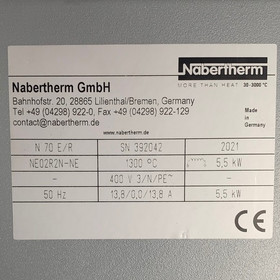 Nabertherm
MORE THAN HEAT 30-3000 °C
Nabertherm GmbH
Bahnhofstr. 20, 28865 Lilienthal/Bremen, Germany
Tel +49 (04298) 922-0, Fax +49 (04298) 922-129
contact@nabertherm.de
Made in Germany
www.nabertherm.de
N 70 E/R SN 392042 2021
NE02R2N-NE 1300 °C 5,5 kW
- 400 V 3/N/PE~ -
50 Hz 13,8/0,0/13,8 A 5,5 kW
CE